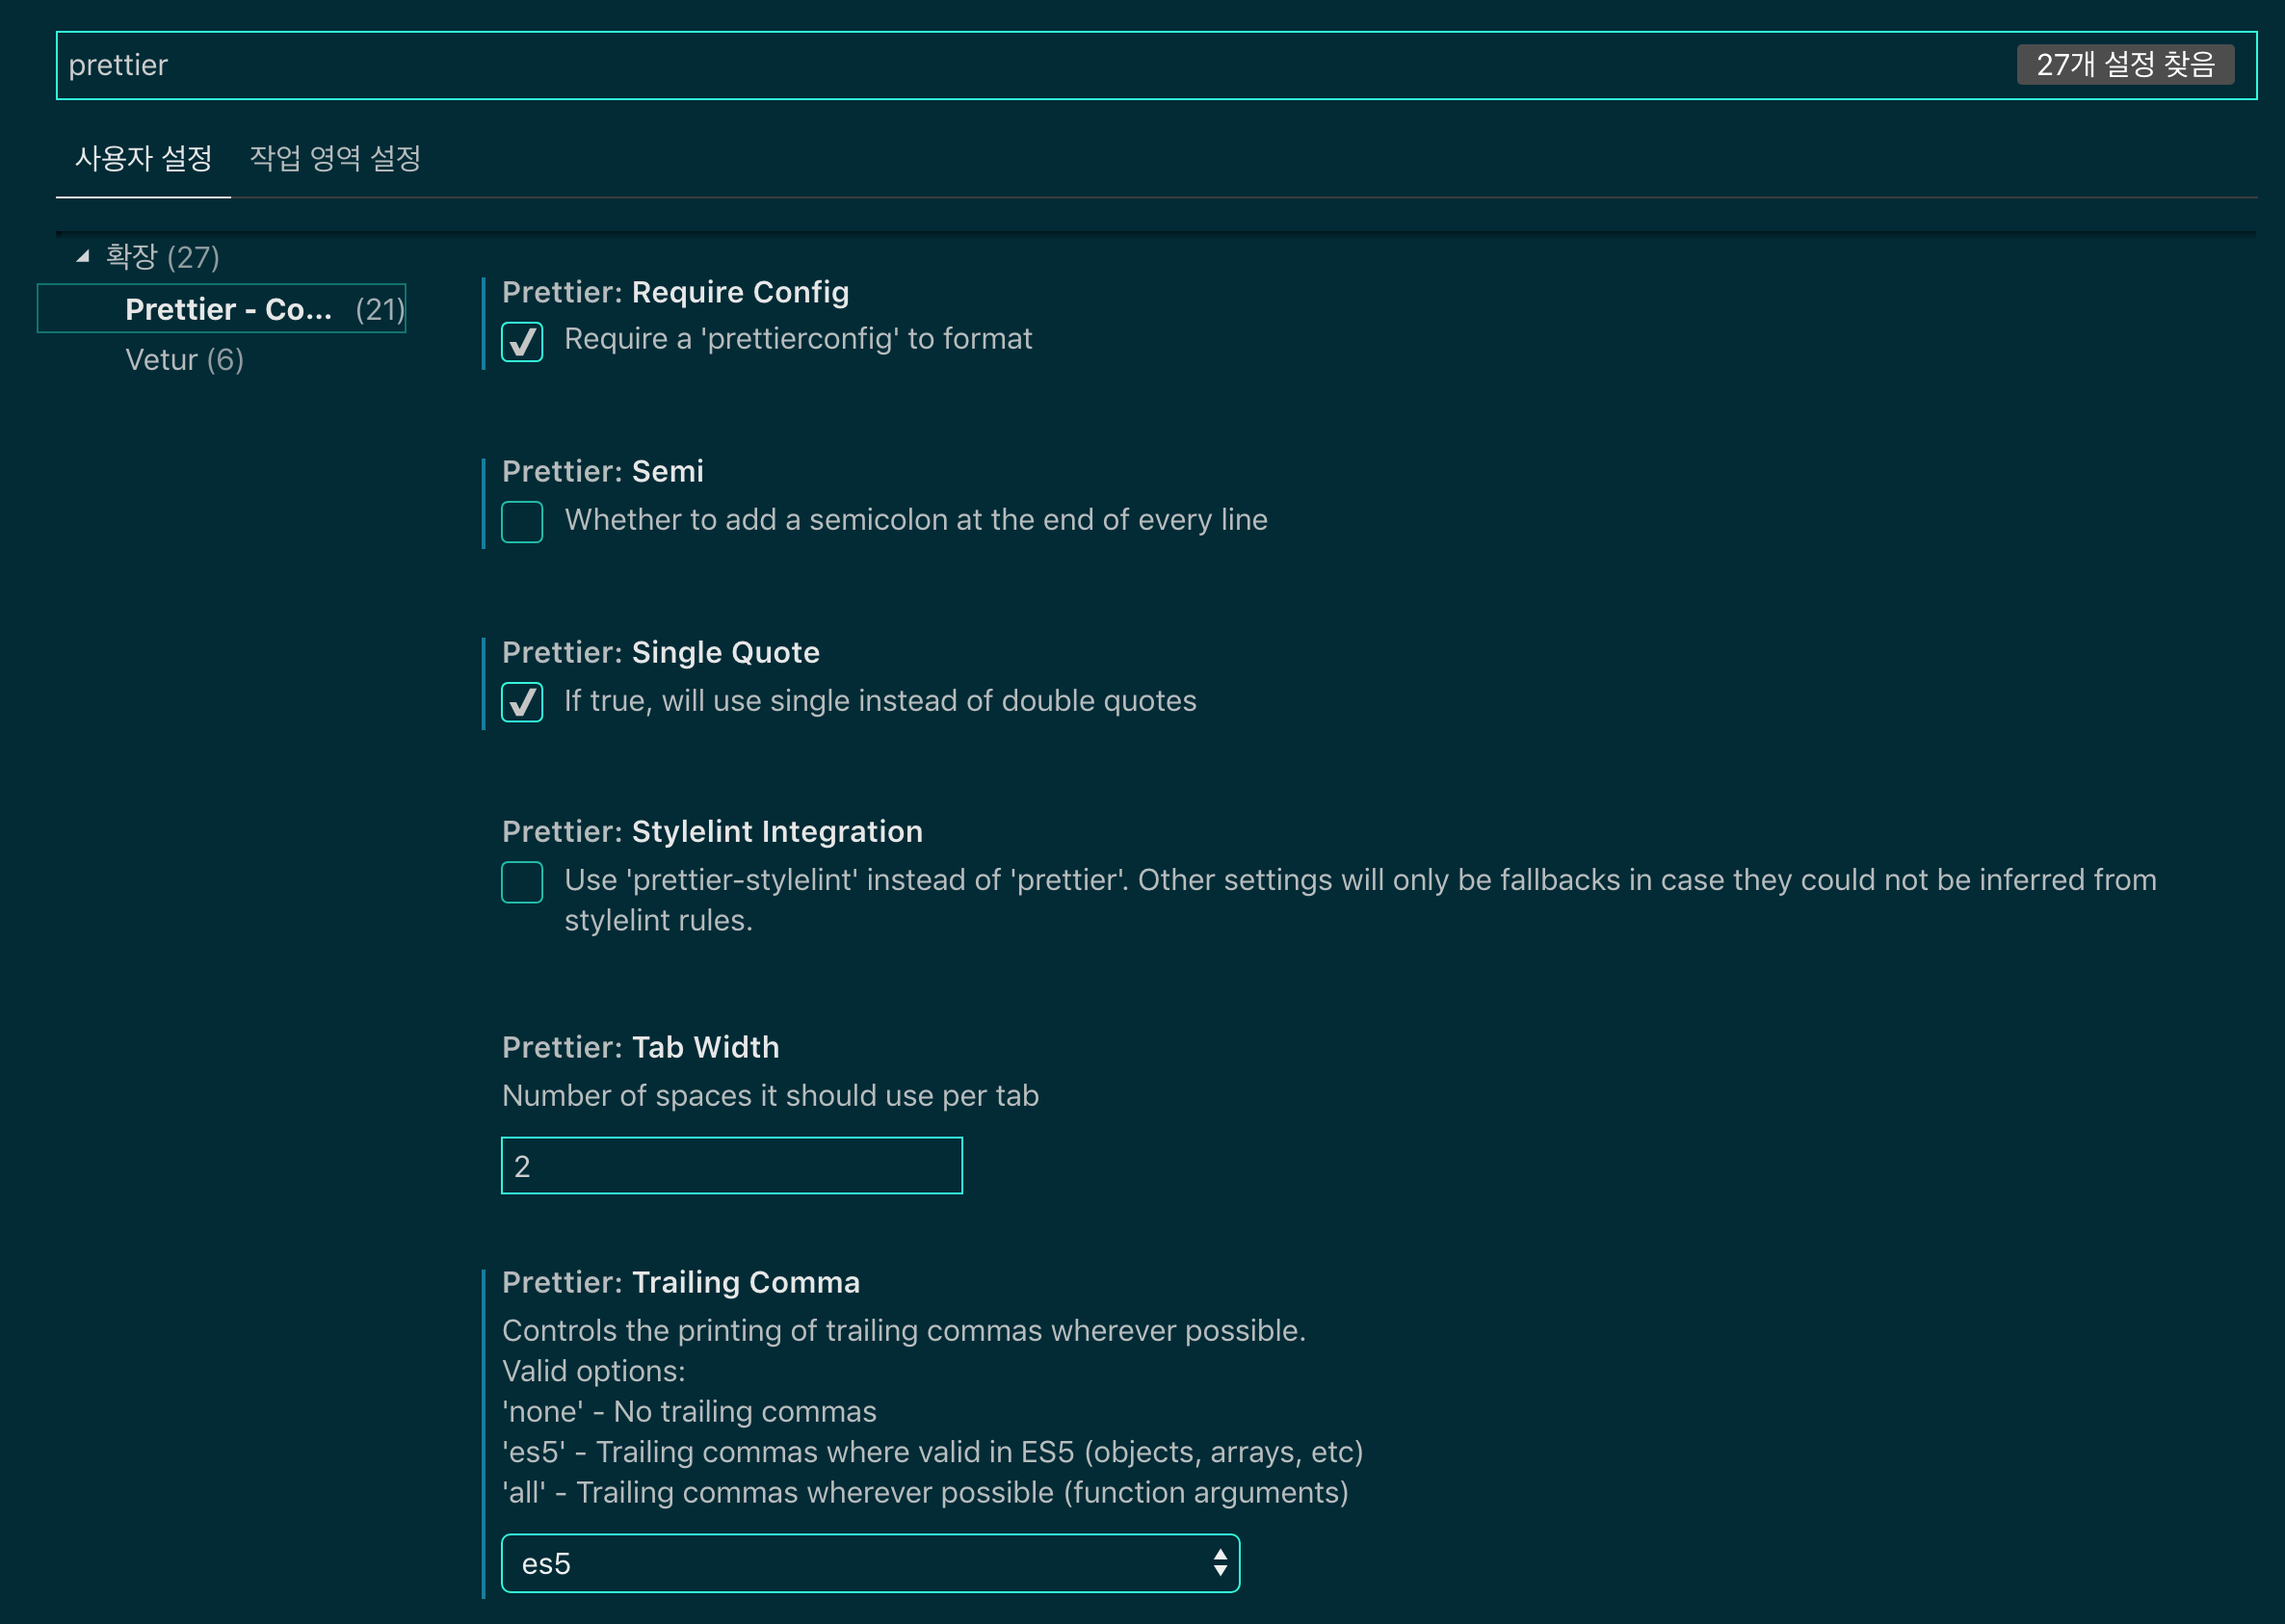 prettier
27개 설정 찾음
사용자 설정
작업 영역 설정
확장 (27)
Prettier - Co... (21)
Vetur (6)
Prettier: Require Config
Require a 'prettierconfig' to format
Prettier: Semi
Whether to add a semicolon at the end of every line
Prettier: Single Quote
If true, will use single instead of double quotes
Prettier: Stylelint Integration
Use 'prettier-stylelint' instead of 'prettier'. Other settings will only be fallbacks in case they could not be inferred from
stylelint rules.
Prettier: Tab Width
Number of spaces it should use per tab
2
Prettier: Trailing Comma
Controls the printing of trailing commas wherever possible.
Valid options:
'none' - No trailing commas
'es5' - Trailing commas where valid in ES5 (objects, arrays, etc)
'all' - Trailing commas wherever possible (function arguments)
es5